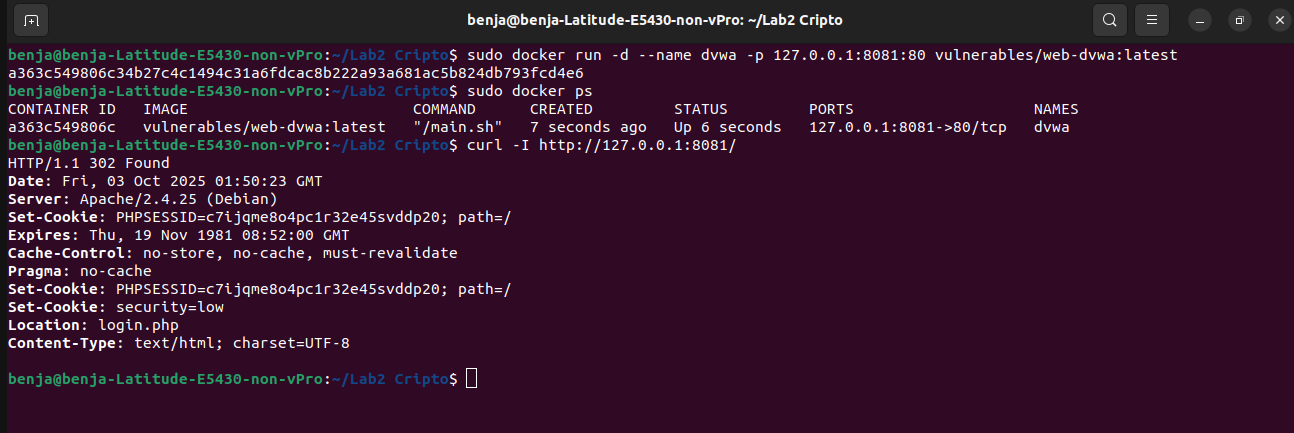 benja@benja-Latitude-E5430-non-vPro: ~/Lab2 Cripto
benja@benja-Latitude-E5430-non-vPro:~/Lab2 Cripto$ sudo docker run -d --name dvwa -p 127.0.0.1:8081:80 vulnerables/web-dvwa:latest
a363c549806c34b27c4c1494c31a6fdcac8b222a93a681ac5b824db793fcd4e6
benja@benja-Latitude-E5430-non-vPro:~/Lab2 Cripto$ sudo docker ps
CONTAINER ID   IMAGE                         COMMAND      CREATED         STATUS         PORTS                    NAMES
a363c549806c   vulnerables/web-dvwa:latest   "/main.sh"   7 seconds ago   Up 6 seconds   127.0.0.1:8081->80/tcp   dvwa
benja@benja-Latitude-E5430-non-vPro:~/Lab2 Cripto$ curl -I http://127.0.0.1:8081/
HTTP/1.1 302 Found
Date: Fri, 03 Oct 2025 01:50:23 GMT
Server: Apache/2.4.25 (Debian)
Set-Cookie: PHPSESSID=c7ijqme8o4pc1r32e45svddp20; path=/
Expires: Thu, 19 Nov 1981 08:52:00 GMT
Cache-Control: no-store, no-cache, must-revalidate
Pragma: no-cache
Set-Cookie: PHPSESSID=c7ijqme8o4pc1r32e45svddp20; path=/
Set-Cookie: security=low
Location: login.php
Content-Type: text/html; charset=UTF-8
benja@benja-Latitude-E5430-non-vPro:~/Lab2 Cripto$